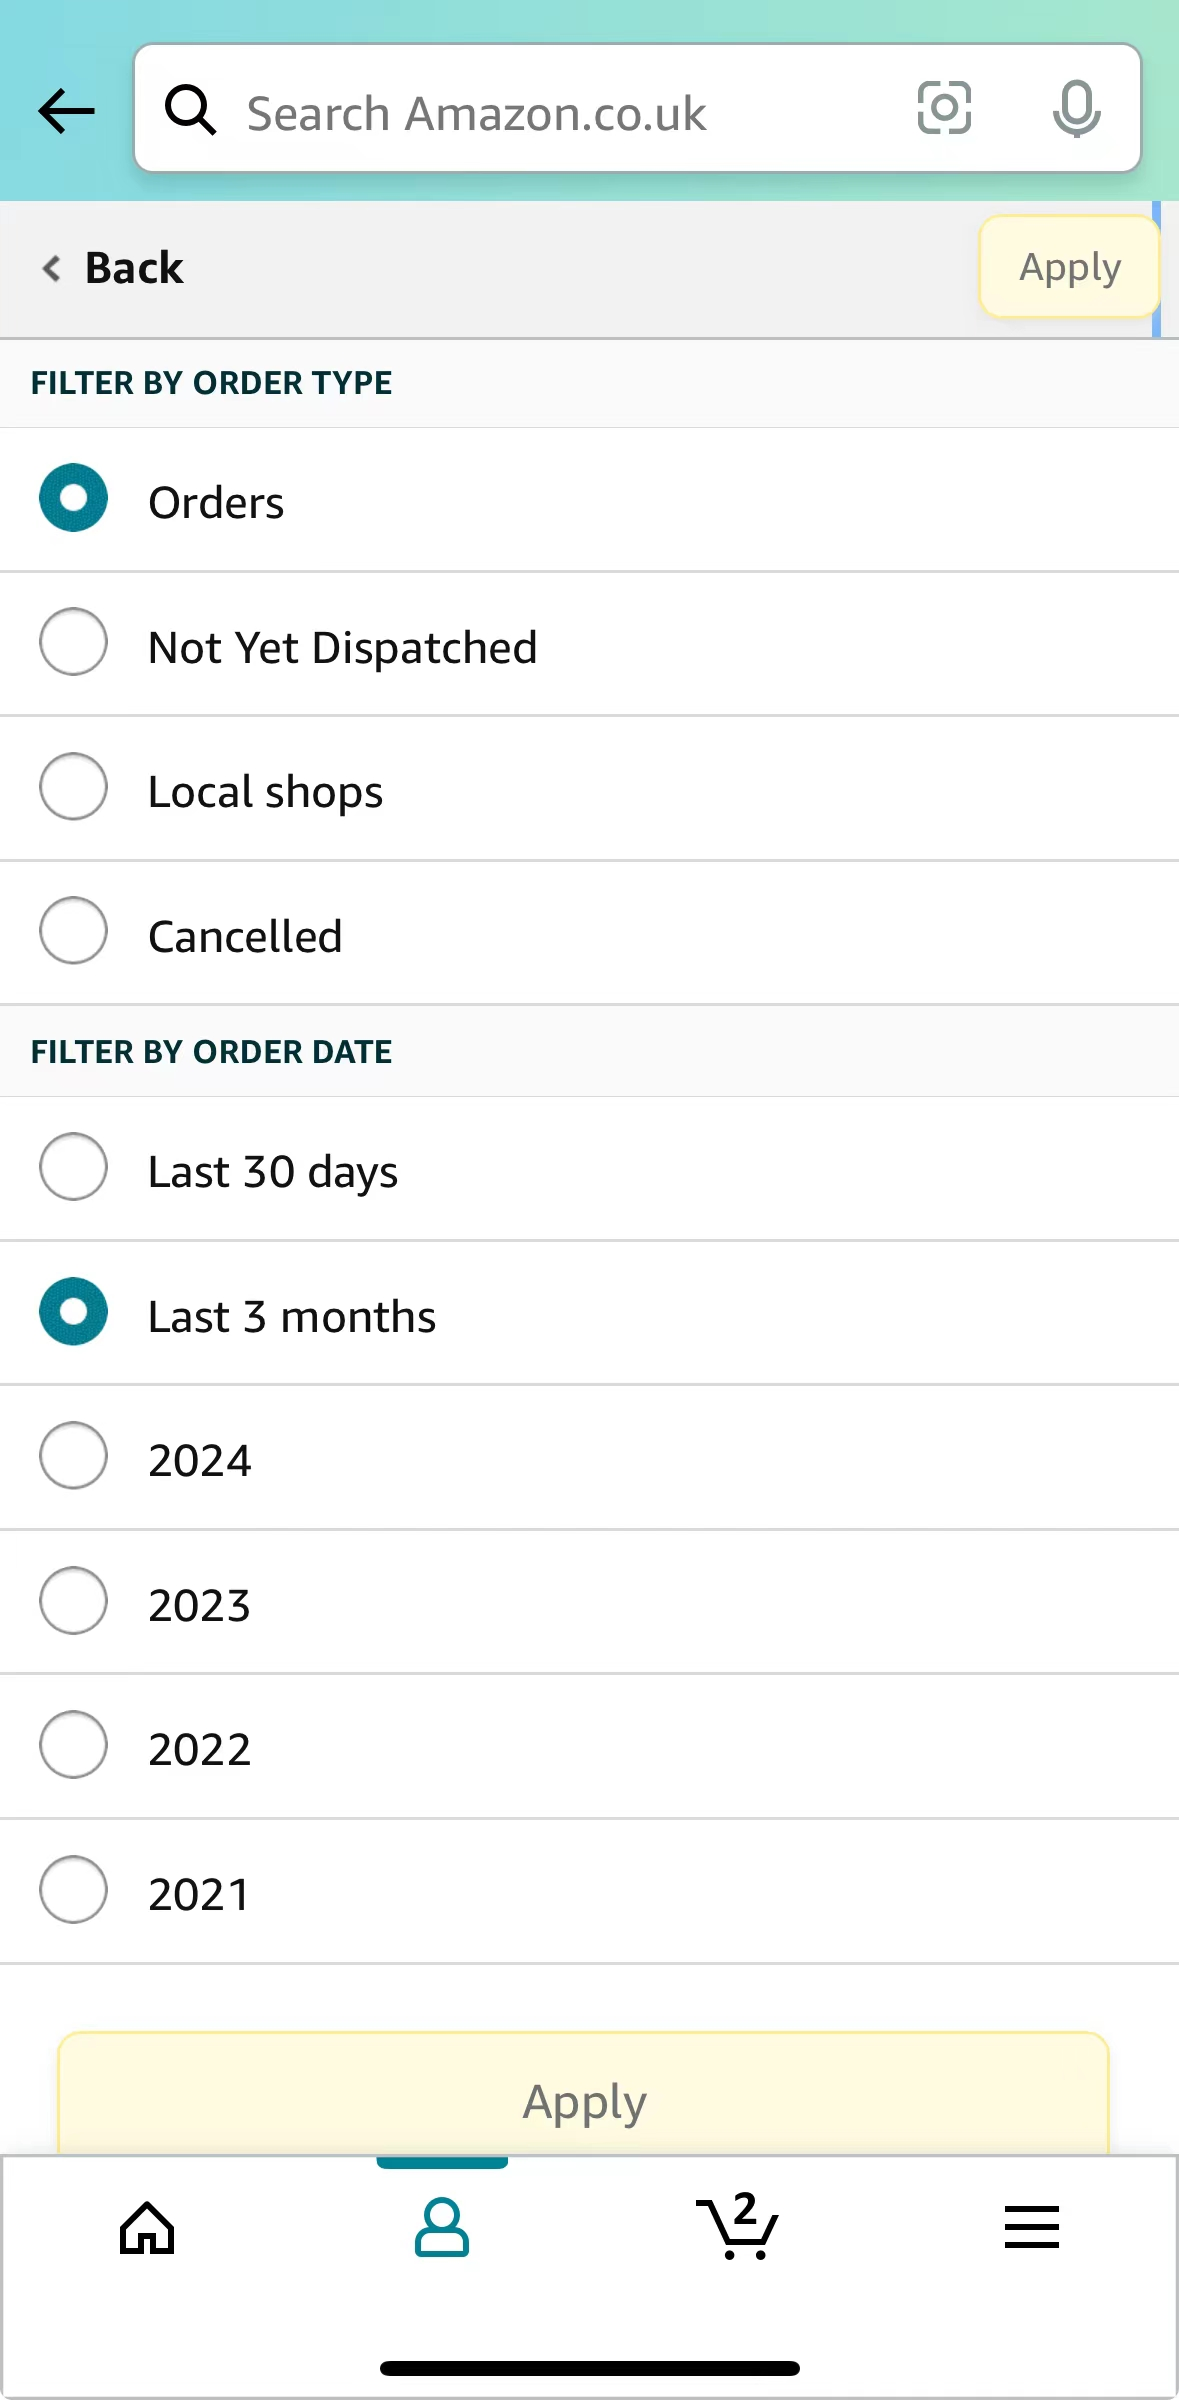 Search Amazon.co.uk
Back
Apply
FILTER BY ORDER TYPE
Orders
Not Yet Dispatched
Local shops
Cancelled
FILTER BY ORDER DATE
Last 30 days
Last 3 months
2024
2023
2022
2021
Apply
2